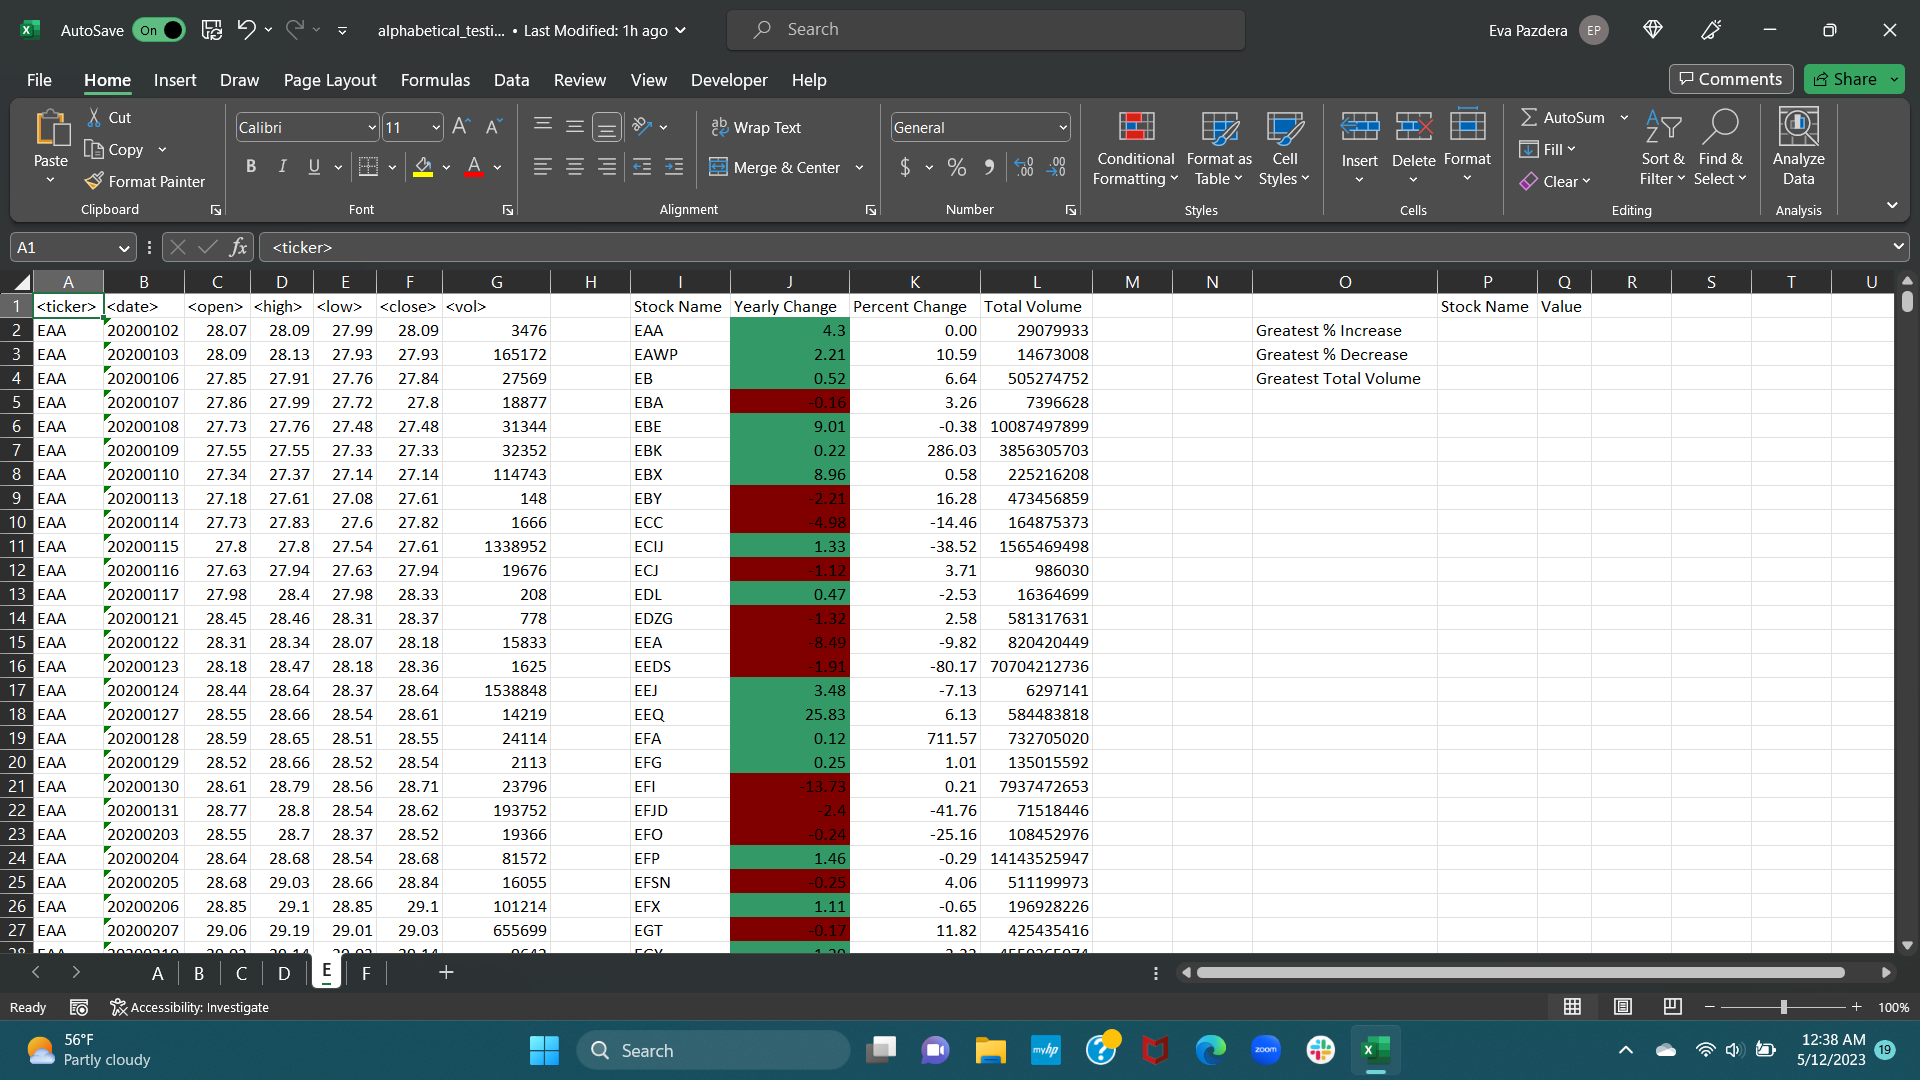 AutoSave On alphabetical_testi... • Last Modified: 1h ago Search Eva Pazdera EP
File Home Insert Draw Page Layout Formulas Data Review View Developer Help Comments Share
Paste Cut Copy Format Painter Clipboard
Calibri 11 B I U A Font
Wrap Text Merge & Center Alignment
General $ % Number
Conditional Formatting Format as Table Cell Styles Styles
Insert Delete Format Cells
AutoSum Fill Clear Sort & Filter Find & Select Editing
Analyze Data Analysis
A1 fx <ticker>
A B C D E F G H I J K L M N O P Q R S T U
1 <ticker> <date> <open> <high> <low> <close> <vol> Stock Name Yearly Change Percent Change Total Volume Stock Name Value
2 EAA 20200102 28.07 28.09 27.99 28.09 3476 EAA 4.3 0.00 29079933 Greatest % Increase
3 EAA 20200103 28.09 28.13 27.93 27.93 165172 EAWP 2.21 10.59 14673008 Greatest % Decrease
4 EAA 20200106 27.85 27.91 27.76 27.84 27569 EB 0.52 6.64 505274752 Greatest Total Volume
5 EAA 20200107 27.86 27.99 27.72 27.8 18877 EBA -0.16 3.26 7396628
6 EAA 20200108 27.73 27.76 27.48 27.48 31344 EBE 9.01 -0.38 10087497899
7 EAA 20200109 27.55 27.55 27.33 27.33 32352 EBK 0.22 286.03 3856305703
8 EAA 20200110 27.34 27.37 27.14 27.14 114743 EBX 8.96 0.58 225216208
9 EAA 20200113 27.18 27.61 27.08 27.61 148 EBY -2.21 16.28 473456859
10 EAA 20200114 27.73 27.83 27.6 27.82 1666 ECC -4.98 -14.46 164875373
11 EAA 20200115 27.8 27.8 27.54 27.61 1338952 ECIJ 1.33 -38.52 1565469498
12 EAA 20200116 27.63 27.94 27.63 27.94 19676 ECJ -1.12 3.71 986030
13 EAA 20200117 27.98 28.4 27.98 28.33 208 EDL 0.47 -2.53 16364699
14 EAA 20200121 28.45 28.46 28.31 28.37 778 EDZG -1.32 2.58 581317631
15 EAA 20200122 28.31 28.34 28.07 28.18 15833 EEA -8.49 -9.82 820420449
16 EAA 20200123 28.18 28.47 28.18 28.36 1625 EEDS -1.91 -80.17 70704212736
17 EAA 20200124 28.44 28.64 28.37 28.64 1538848 EEJ 3.48 -7.13 6297141
18 EAA 20200127 28.55 28.66 28.54 28.61 14219 EEQ 25.83 6.13 584483818
19 EAA 20200128 28.59 28.65 28.51 28.55 24114 EFA 0.12 711.57 732705020
20 EAA 20200129 28.52 28.66 28.52 28.54 2113 EFG 0.25 1.01 135015592
21 EAA 20200130 28.61 28.79 28.56 28.71 23796 EFI -13.73 0.21 7937472653
22 EAA 20200131 28.77 28.8 28.54 28.62 193752 EFJD -2.4 -41.76 71518446
23 EAA 20200203 28.55 28.7 28.37 28.52 19366 EFO -0.24 -25.16 108452976
24 EAA 20200204 28.64 28.68 28.54 28.68 81572 EFP 1.46 -0.29 14143525947
25 EAA 20200205 28.68 29.03 28.66 28.84 16055 EFSN -0.25 4.06 511199973
26 EAA 20200206 28.85 29.1 28.85 29.1 101214 EFX 1.11 -0.65 196928226
27 EAA 20200207 29.06 29.19 29.01 29.03 655699 EGT -0.17 11.82 425435416
A B C D E F +
Ready Accessibility: Investigate 100%
56°F Partly cloudy Search myhp zoom 12:38 AM 5/12/2023 19